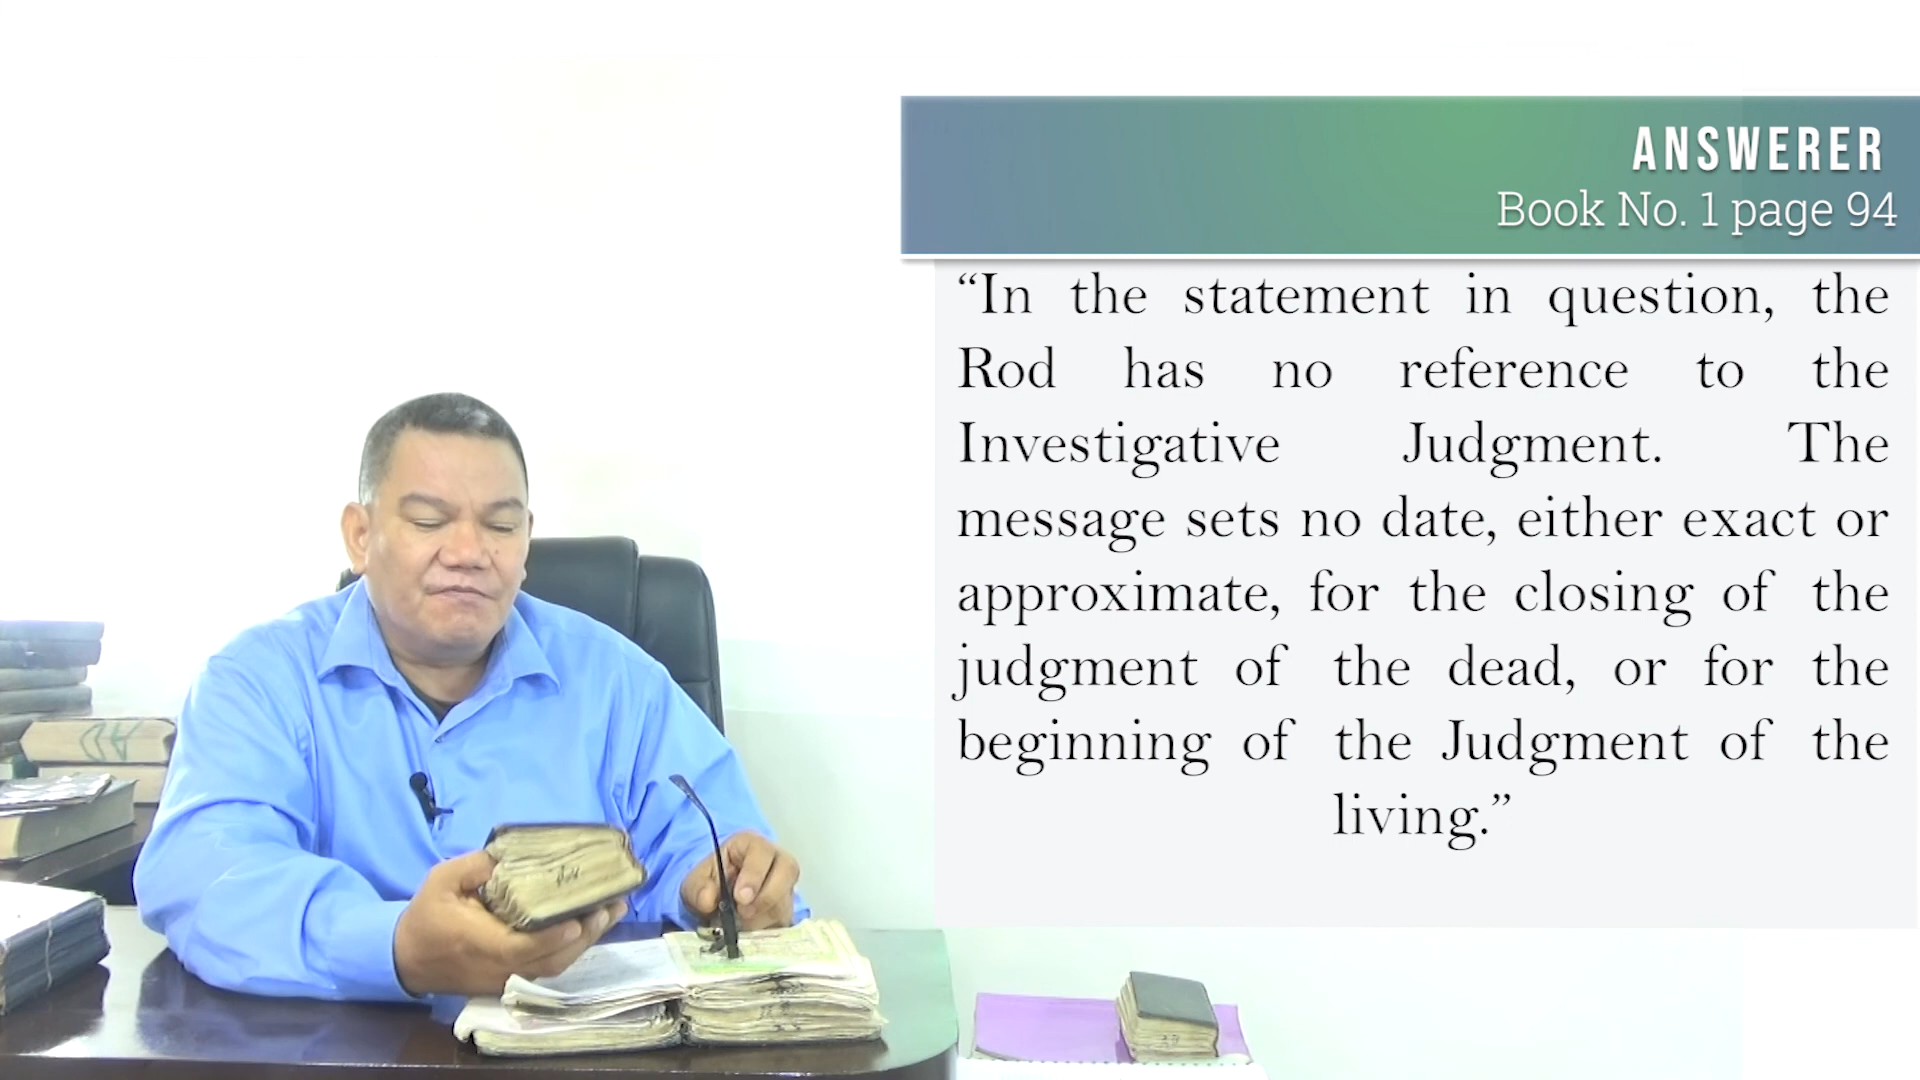 ANSWERER
Book No. 1 page 94
“In the statement in question, the
Rod has no reference to the
Investigative Judgment. The
message sets no date, either exact or
approximate, for the closing of the
judgment of the dead, or for the
beginning of the Judgment of the
living.”